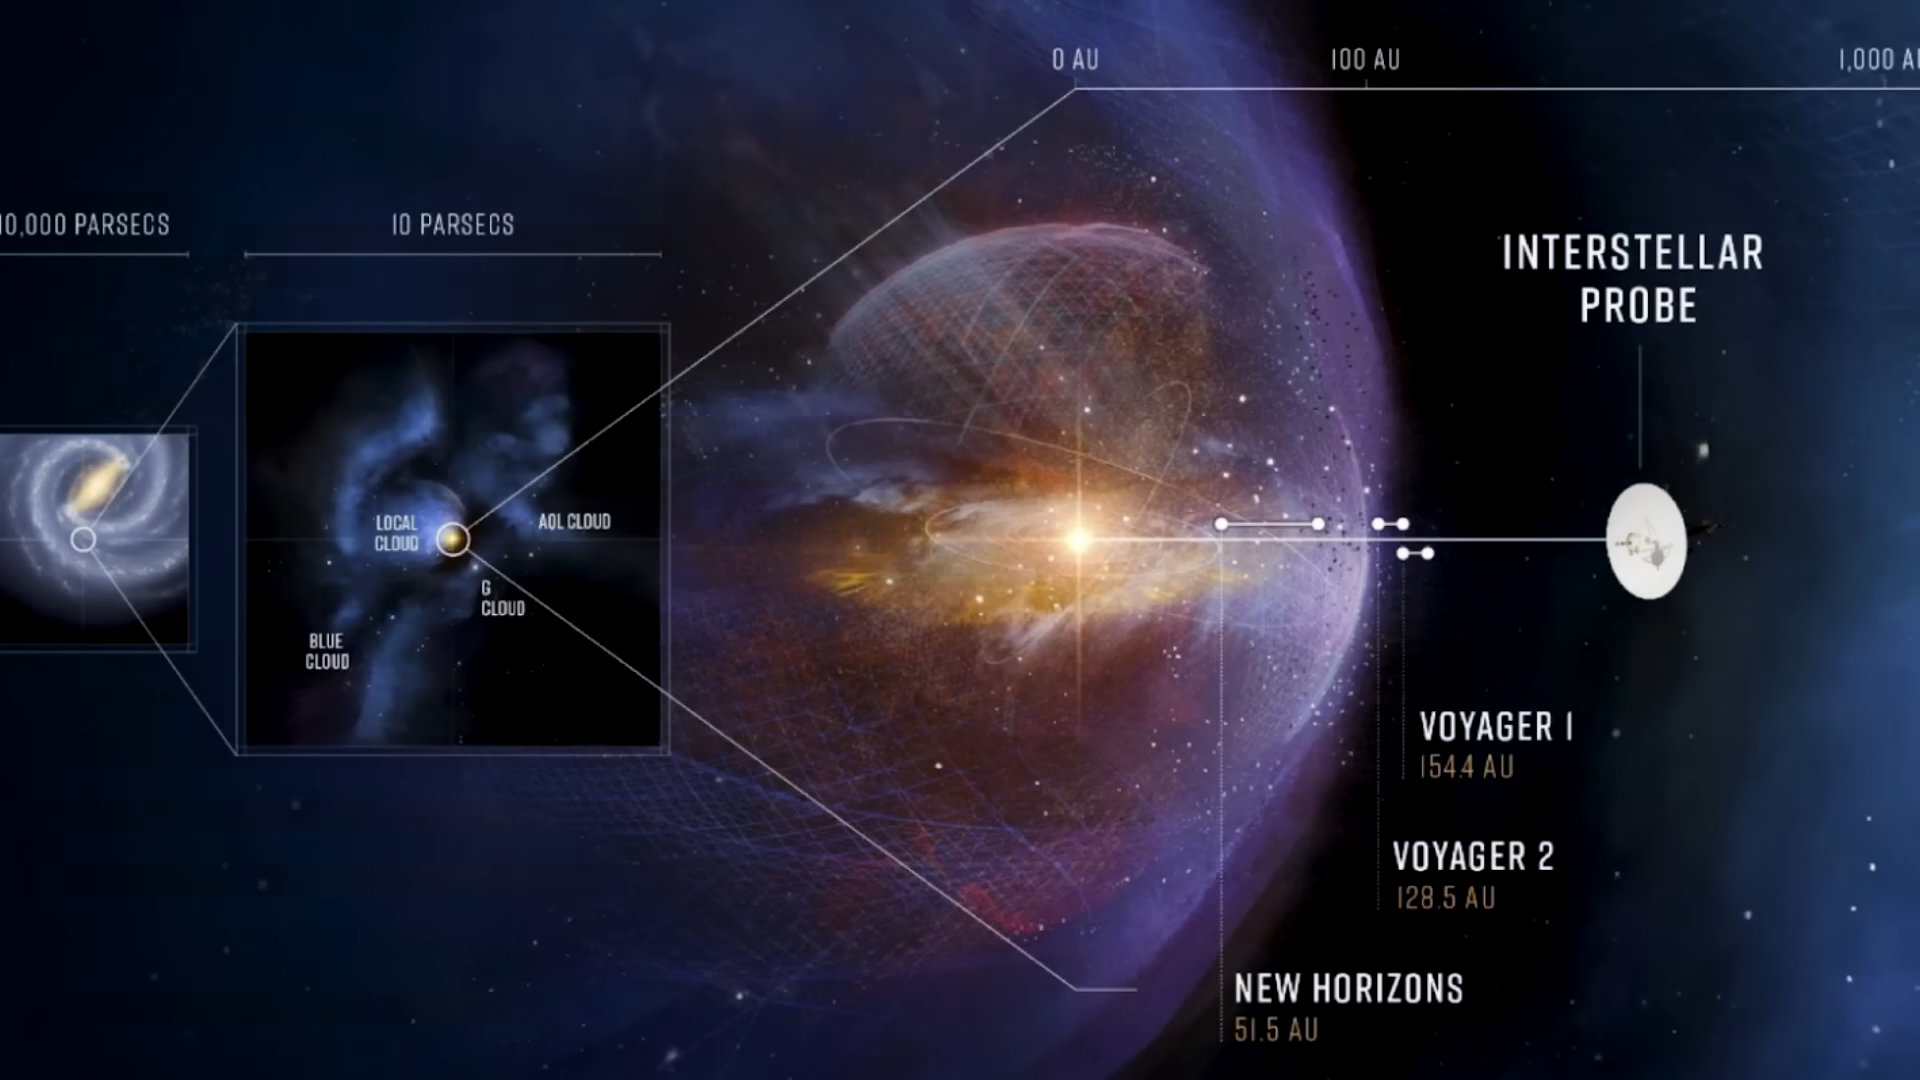 0 AU
100 AU
1,000 AU
10,000 PARSECS
10 PARSECS
INTERSTELLAR
PROBE
LOCAL
CLOUD
AQL CLOUD
G
CLOUD
BLUE
CLOUD
VOYAGER 1
154.4 AU
VOYAGER 2
128.5 AU
NEW HORIZONS
51.5 AU